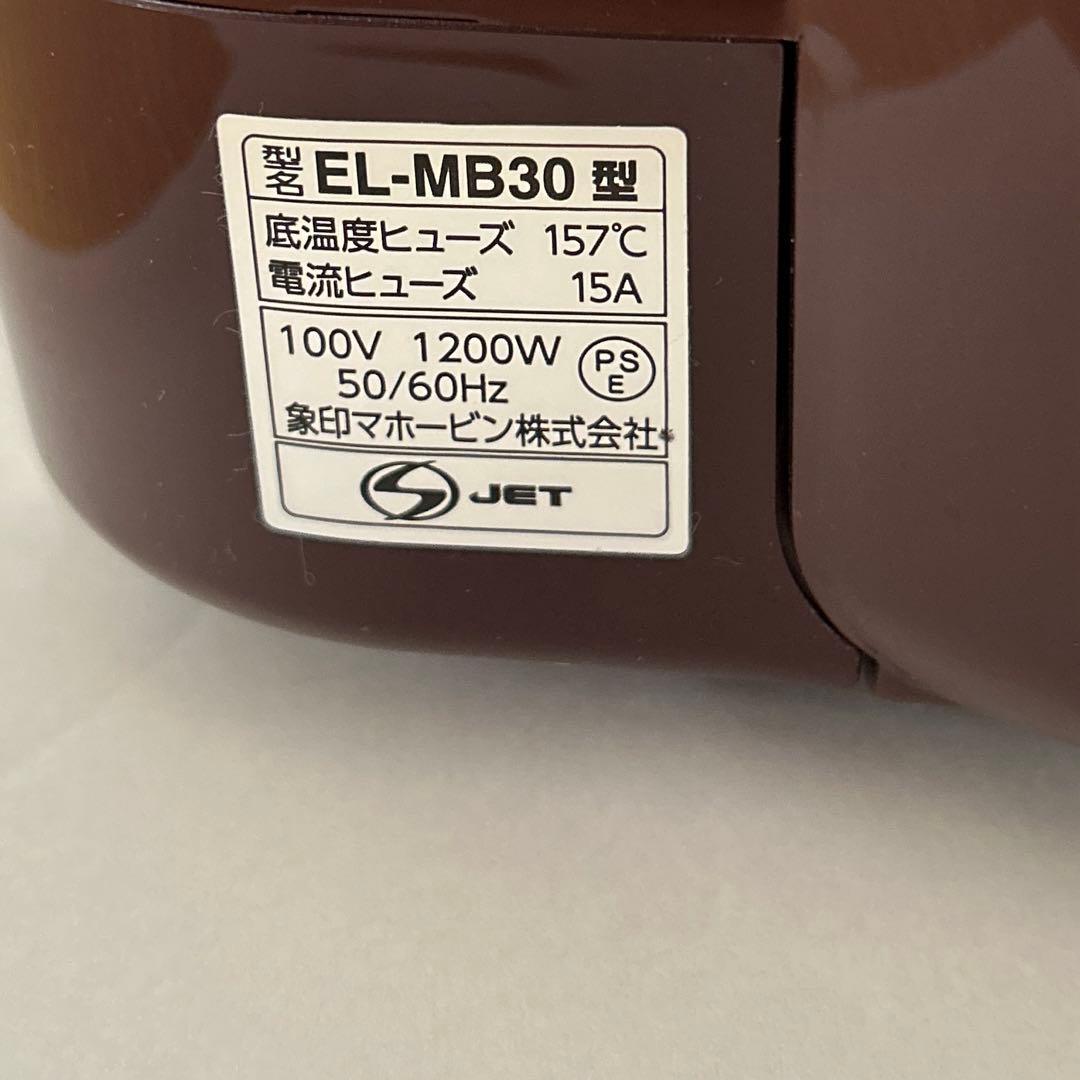 型名 EL-MB30 型
底温度ヒューズ 157℃
電流ヒューズ 15A
100V 1200W
50/60Hz
PSE
象印マホービン株式会社
JET